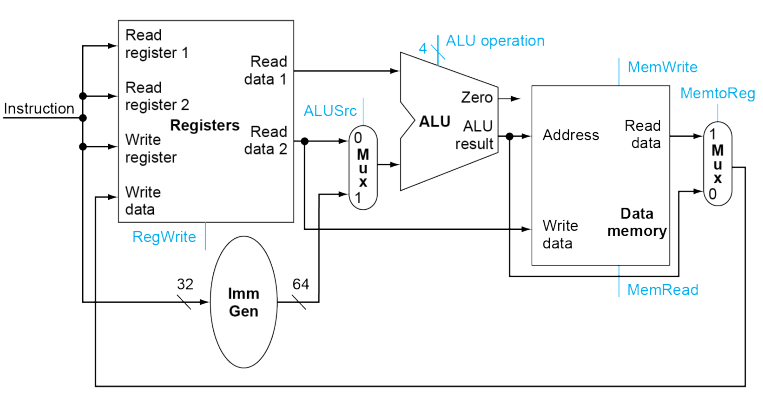 Instruction
Read
register 1
Read
register 2
Write
register
Write
data
Registers
Read
data 1
Read
data 2
RegWrite
32
Imm
Gen
64
ALUSrc
0
M
u
x
1
4
ALU operation
ALU
Zero
ALU
result
MemWrite
Address
Read
data
Write
data
Data
memory
MemRead
MemtoReg
1
M
u
x
0